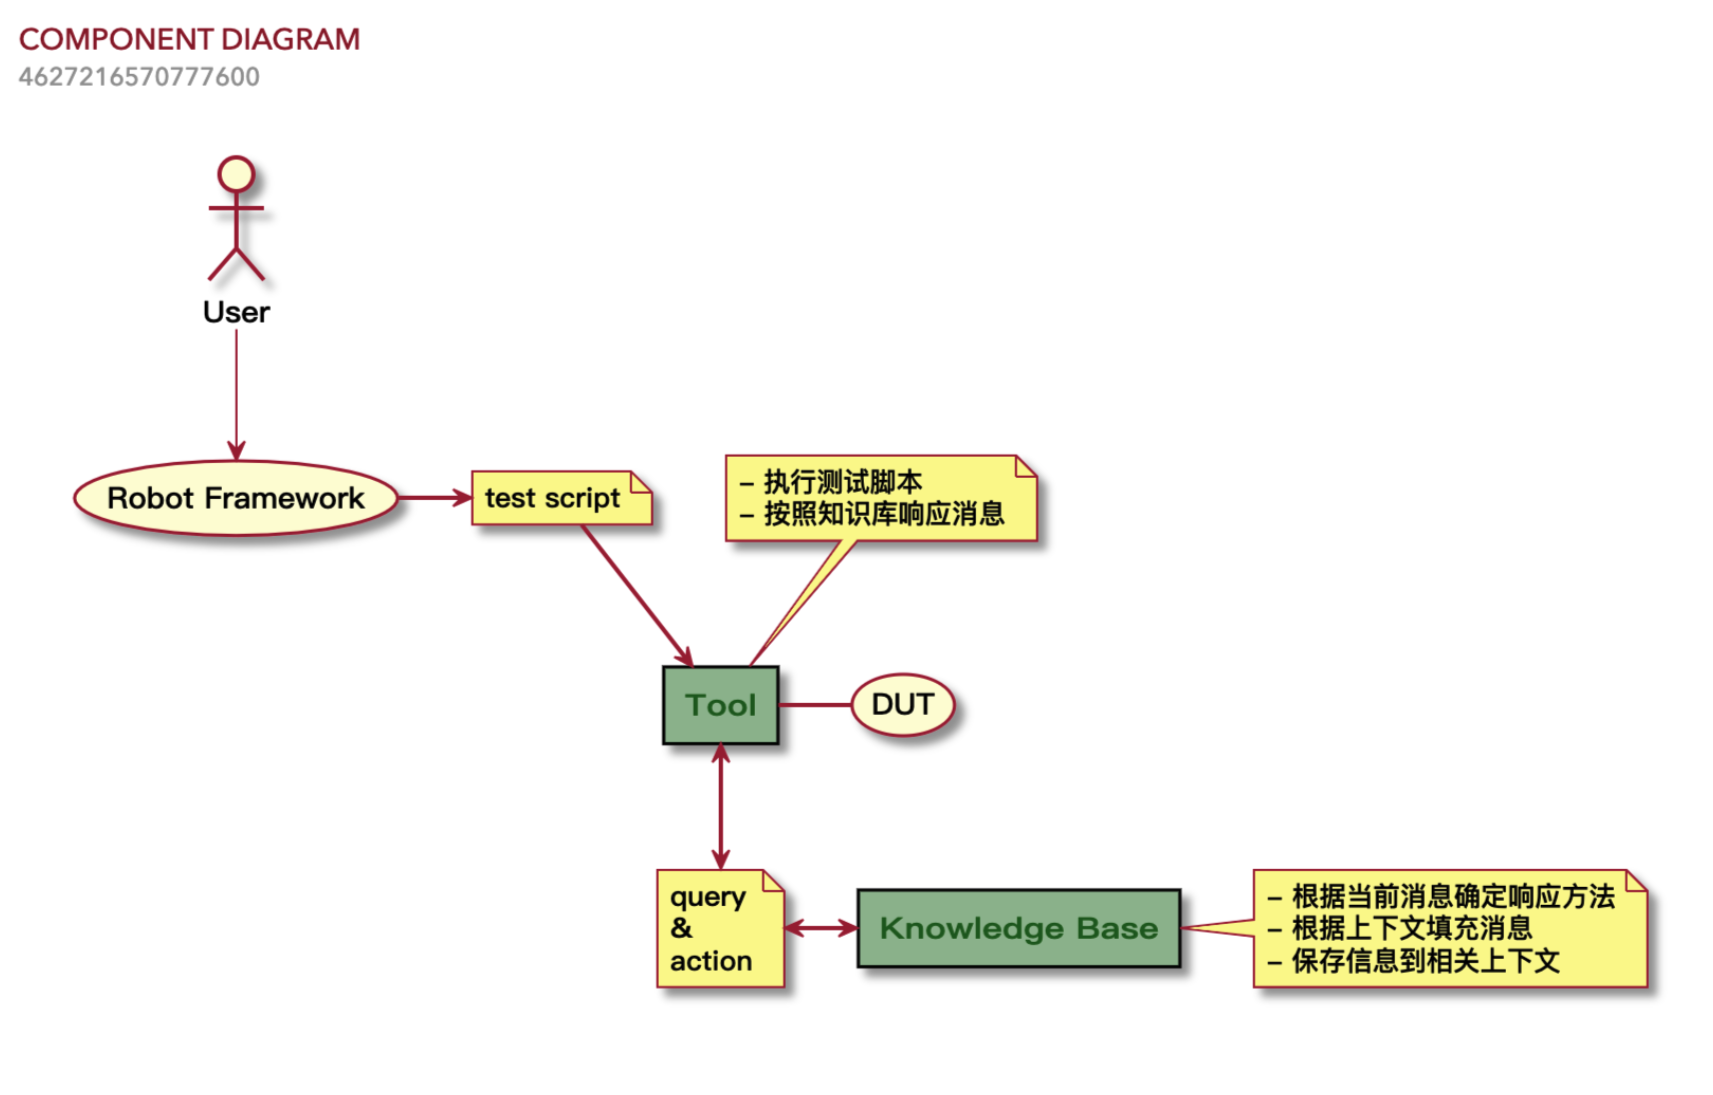 COMPONENT DIAGRAM
4627216570777600
User
Robot Framework
test script
– 执行测试脚本
– 按照知识库响应消息
Tool
DUT
query
&
action
Knowledge Base
– 根据当前消息确定响应方法
– 根据上下文填充消息
– 保存信息到相关上下文